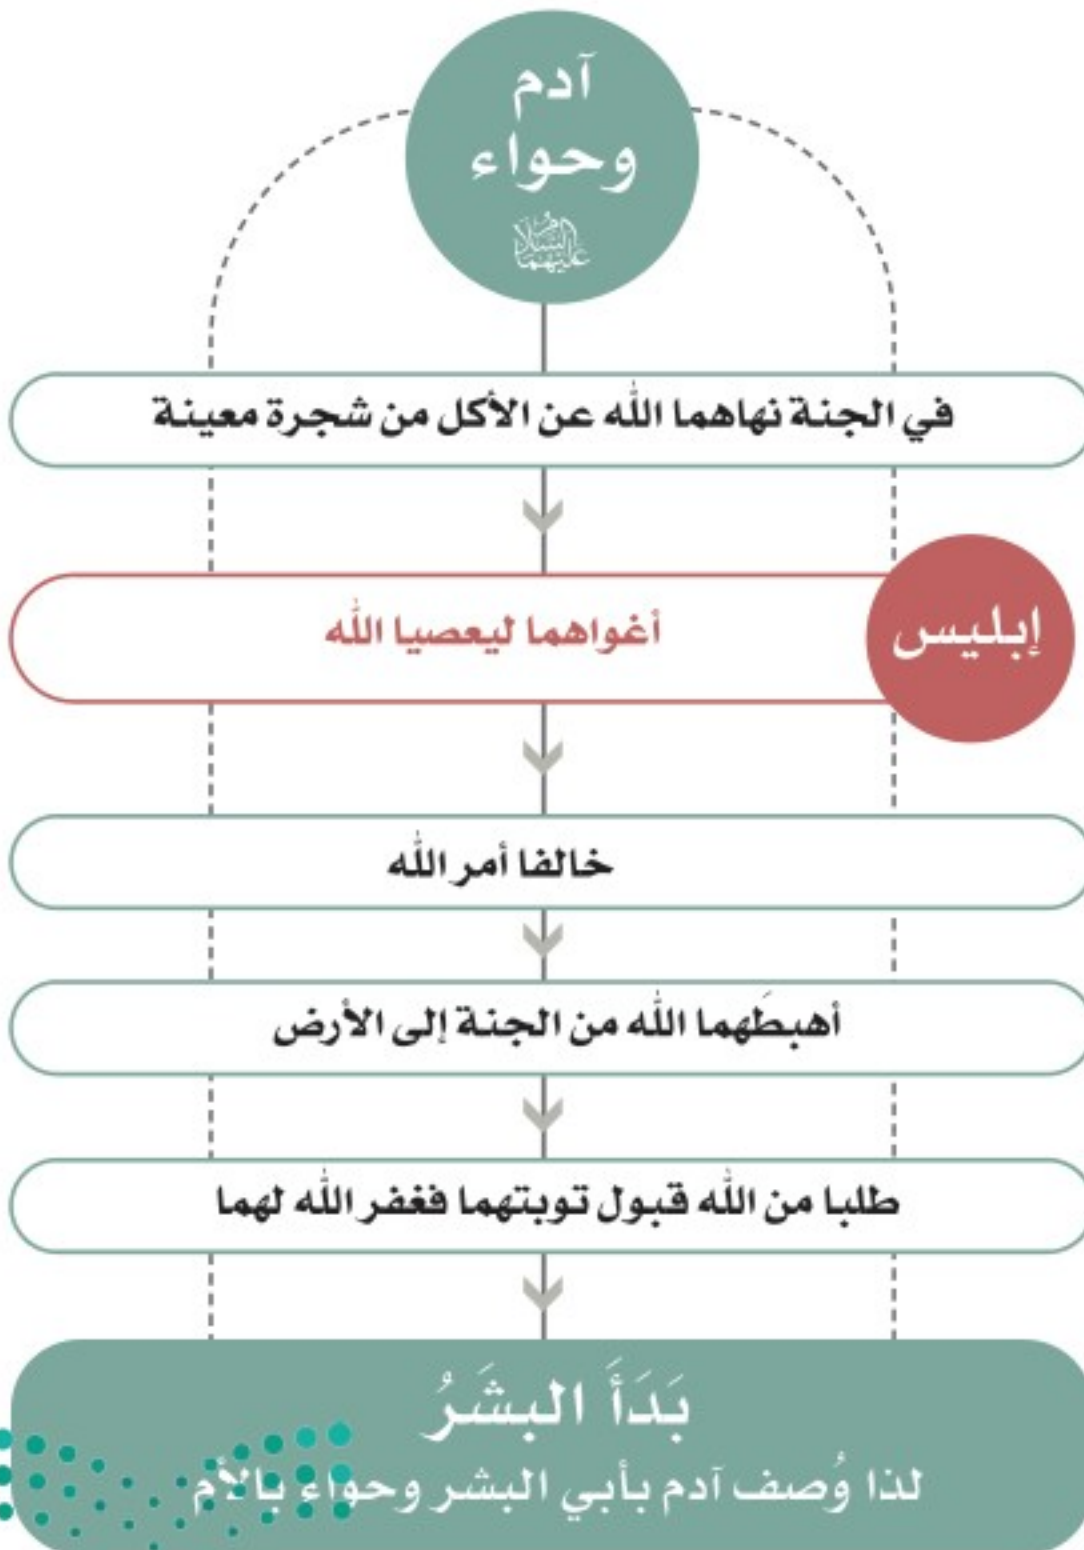 آدم
وحواء
عليهما السلام
في الجنة نهاهما الله عن الأكل من شجرة معينة
إبليس
أغواهما ليعصيا الله
خالفا أمر الله
أهبطَهما الله من الجنة إلى الأرض
طلبا من الله قبول توبتهما فغفر الله لهما
بَدَأَ البشَرُ
لذا وُصف آدم بأبي البشر وحواء بالأم